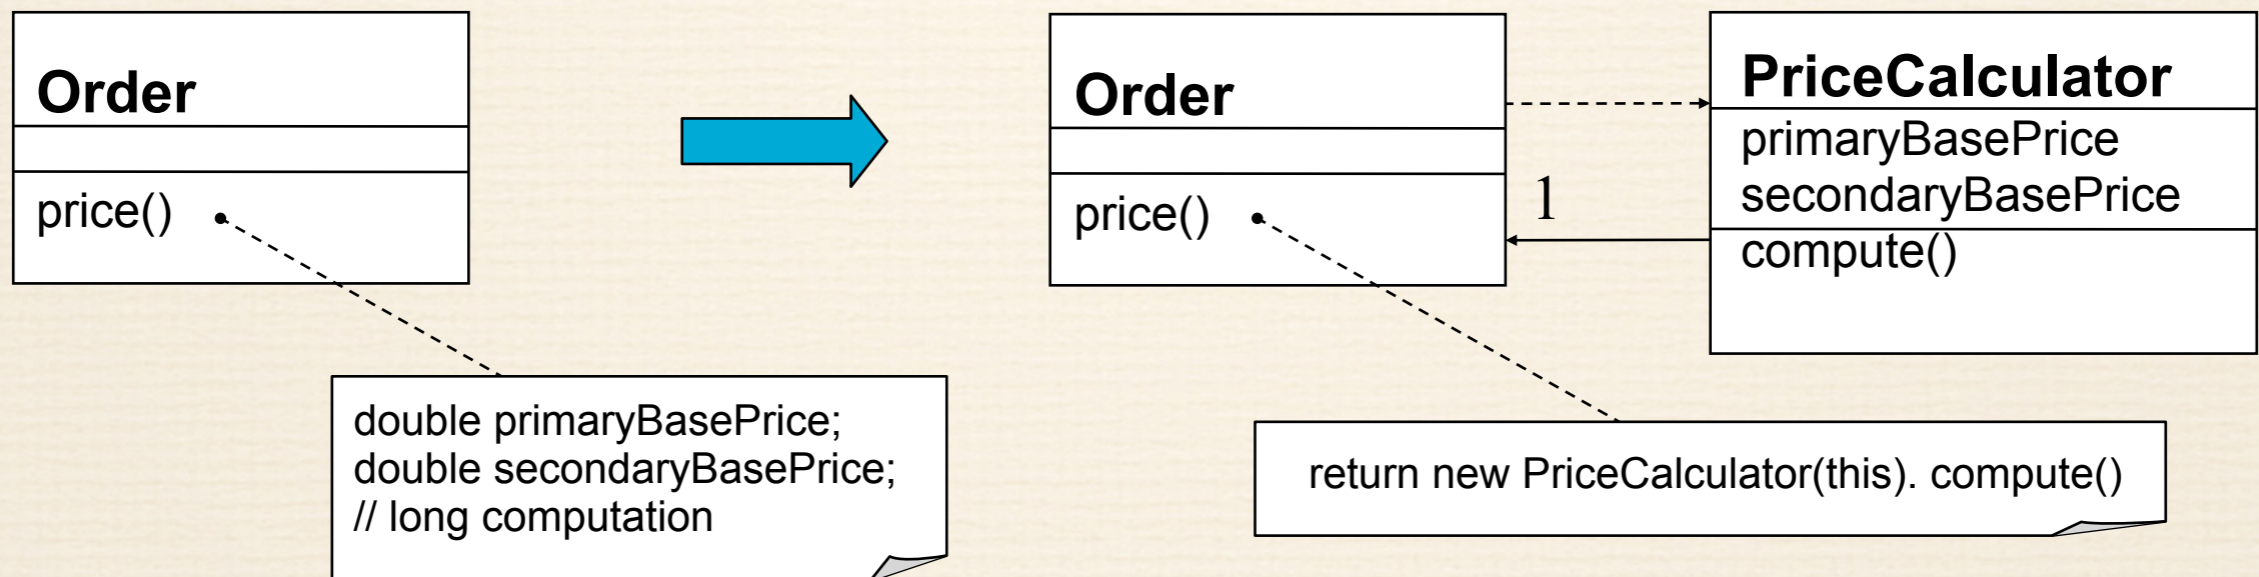 Order
price()
double primaryBasePrice;
double secondaryBasePrice;
// long computation
Order
price()
1
PriceCalculator
primaryBasePrice
secondaryBasePrice
compute()
return new PriceCalculator(this). compute()